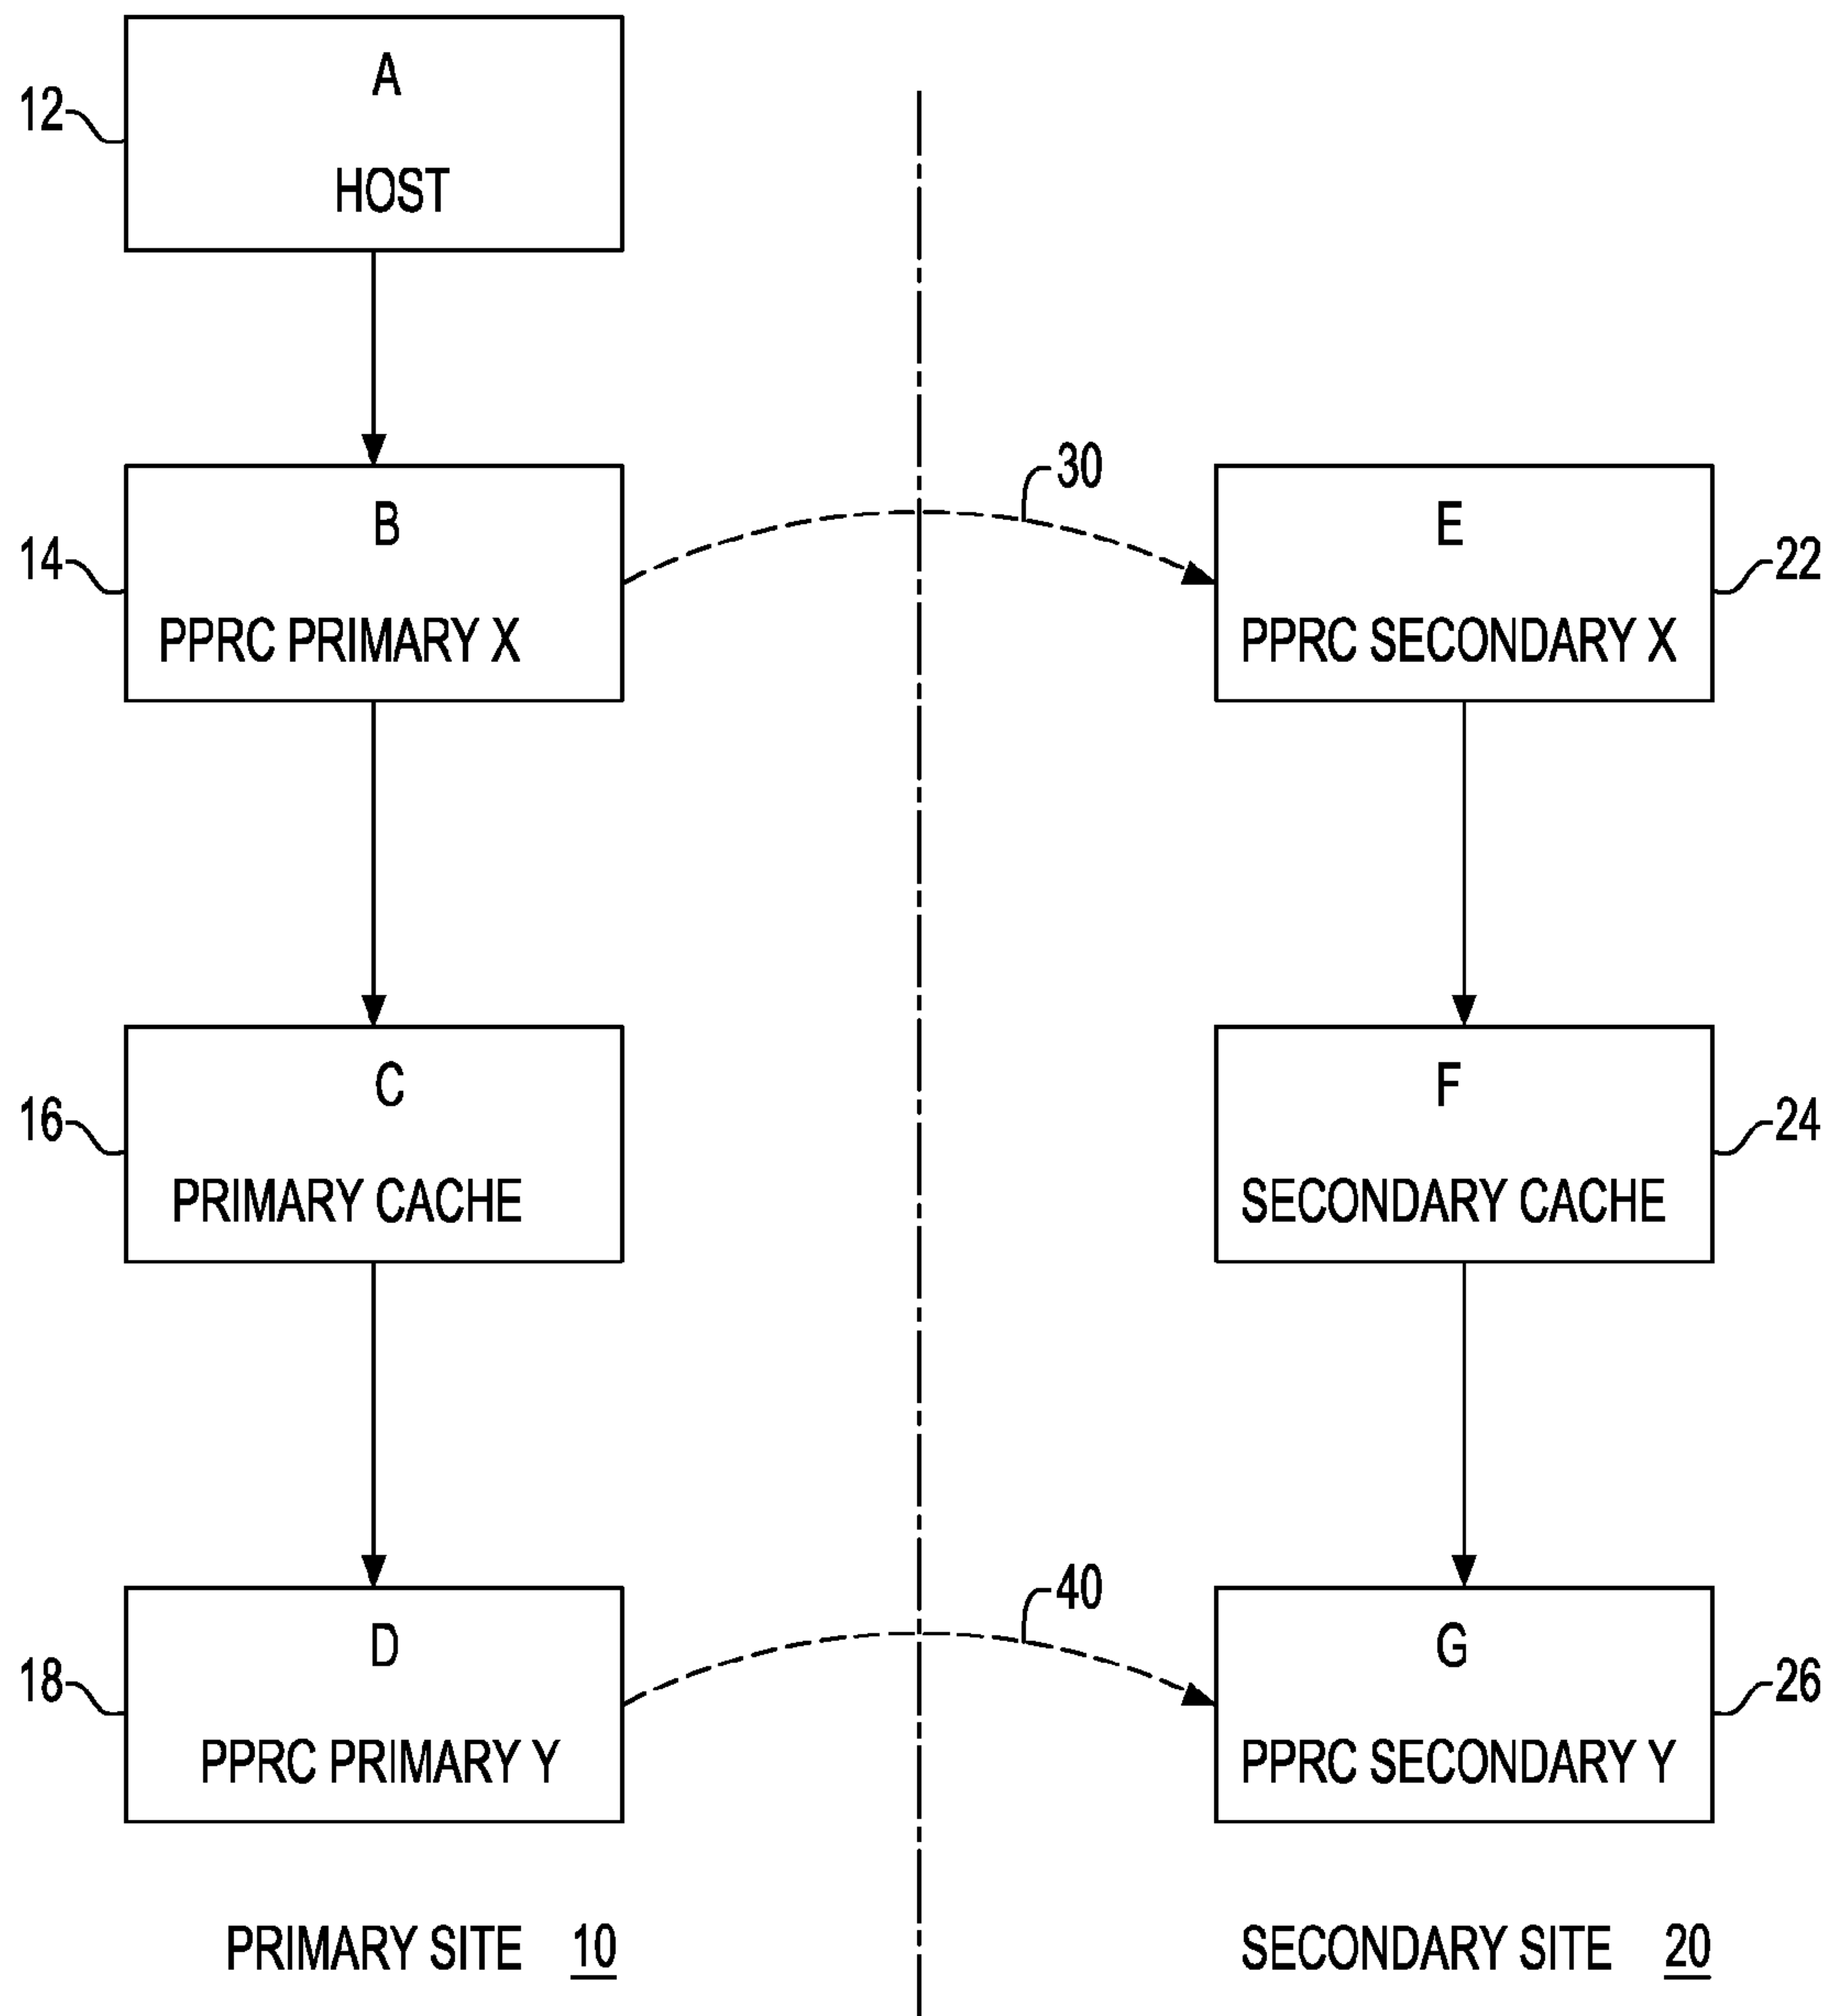 A
12
HOST
30
B
14
PPRC PRIMARY X
E
22
PPRC SECONDARY X
C
16
PRIMARY CACHE
F
24
SECONDARY CACHE
40
D
18
PPRC PRIMARY Y
G
26
PPRC SECONDARY Y
PRIMARY SITE 10
SECONDARY SITE 20